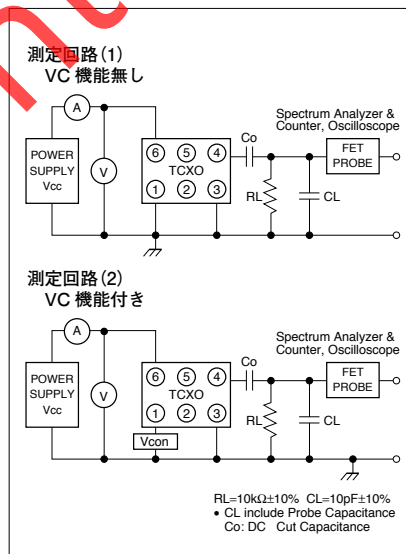 測定回路(1)
VC 機能無し
A
Spectrum Analyzer &
Counter, Oscilloscope
Co
POWER
SUPPLY
Vcc
V
6 5 4
TCXO
1 2 3
RL
CL
FET
PROBE
測定回路(2)
VC 機能付き
A
Spectrum Analyzer &
Counter, Oscilloscope
Co
POWER
SUPPLY
Vcc
V
6 5 4
TCXO
1 2 3
Vcon
RL
CL
FET
PROBE
RL=10kΩ±10% CL=10pF±10%
• CL include Probe Capacitance
Co: DC Cut Capacitance